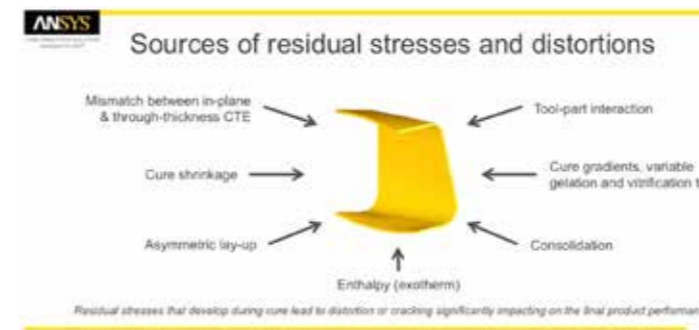 ANSYS
Sources of residual stresses and distortions
Mismatch between in-plane
& through-thickness CTE
Tool-part interaction
Cure shrinkage
Cure gradients, variable
gelation and vitrification t
Asymmetric lay-up
Consolidation
Enthalpy (exotherm)
Residual stresses that develop during cure lead to distortion or cracking significantly impacting on the final product performan